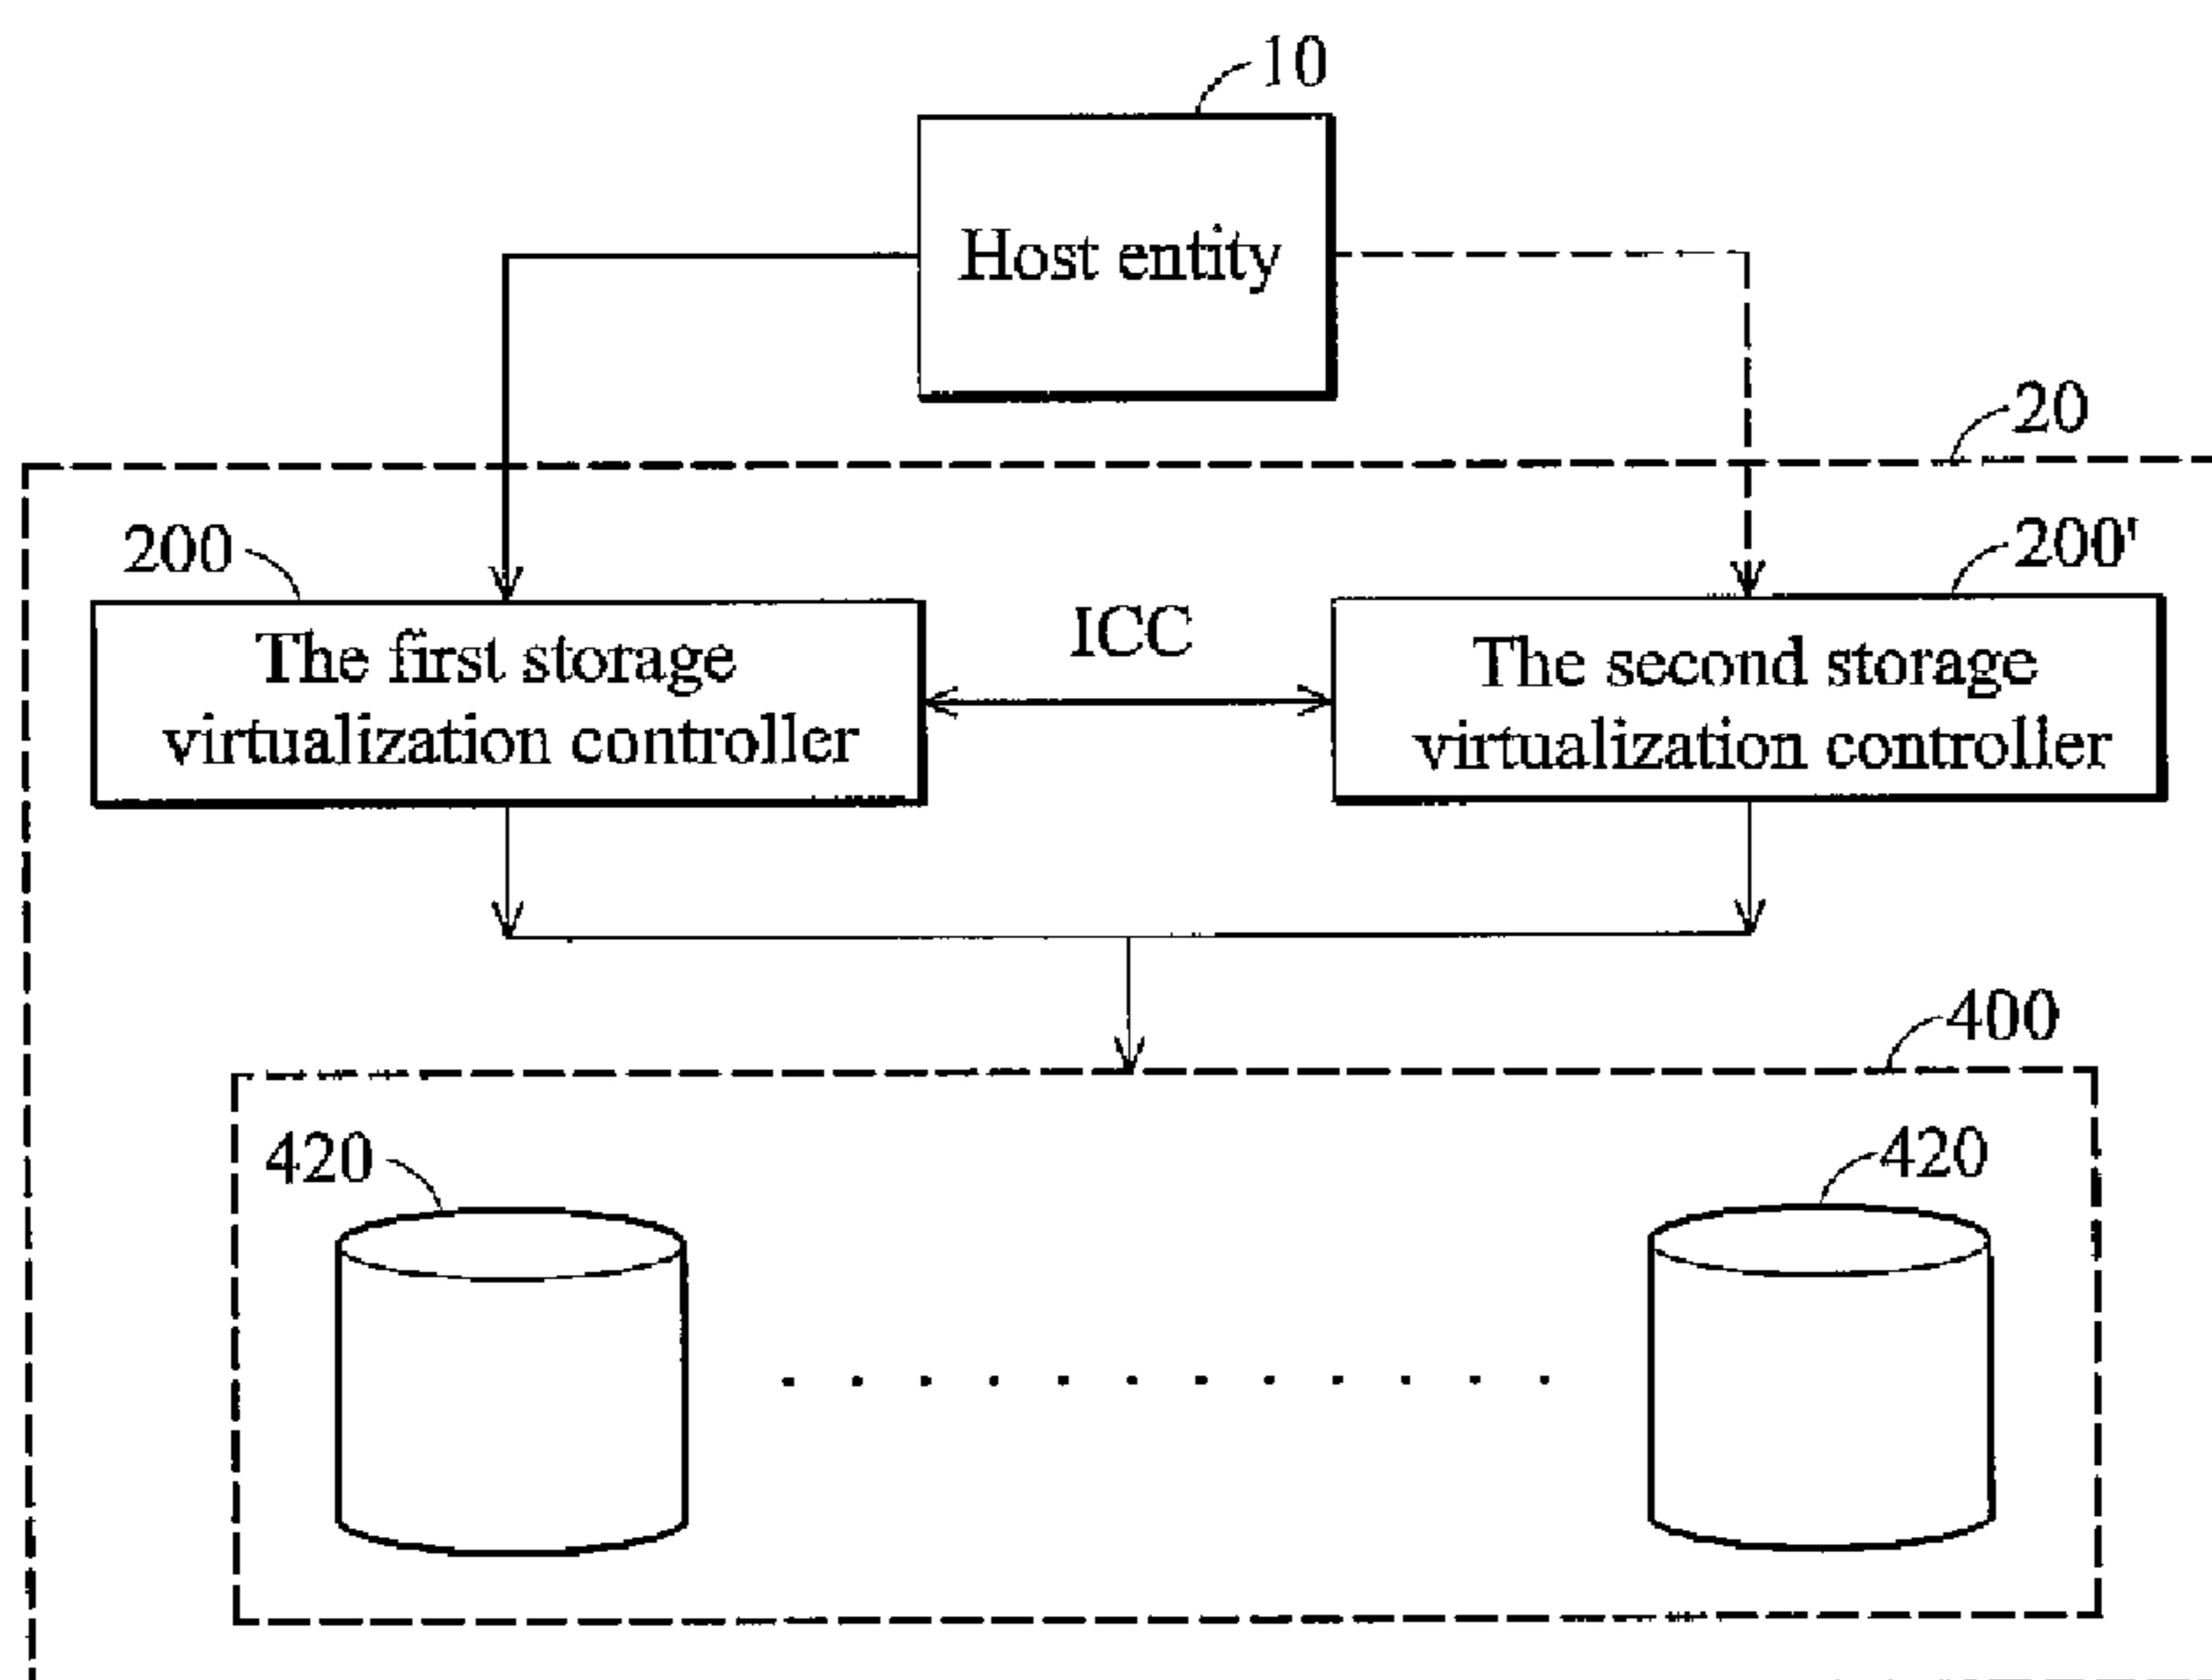 10
Host entity
20
200
200'
The first storage
virtualization controller
ICC
The second storage
virtualization controller
400
420
420